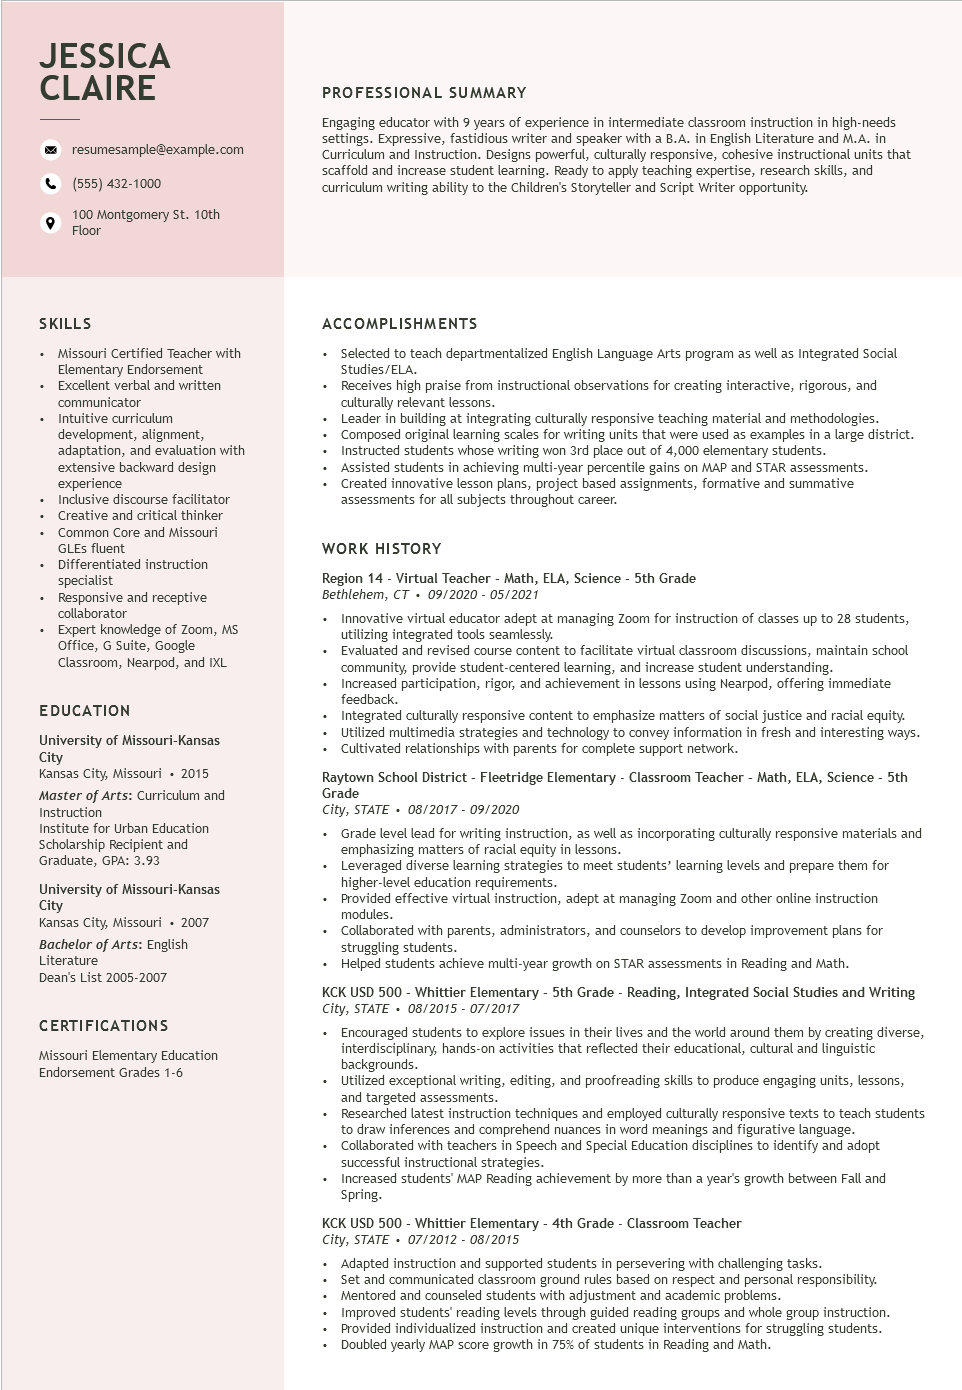 JESSICA
CLAIRE
resumesample@example.com
(555) 432-1000
100 Montgomery St. 10th
Floor
PROFESSIONAL SUMMARY
Engaging educator with 9 years of experience in intermediate classroom instruction in high-needs
settings. Expressive, fastidious writer and speaker with a B.A. in English Literature and M.A. in
Curriculum and Instruction. Designs powerful, culturally responsive, cohesive instructional units that
scaffold and increase student learning. Ready to apply teaching expertise, research skills, and
curriculum writing ability to the Children's Storyteller and Script Writer opportunity.
SKILLS
• Missouri Certified Teacher with
Elementary Endorsement
• Excellent verbal and written
communicator
• Intuitive curriculum
development, alignment,
adaptation, and evaluation with
extensive backward design
experience
• Inclusive discourse facilitator
• Creative and critical thinker
• Common Core and Missouri
GLEs fluent
• Differentiated instruction
specialist
• Responsive and receptive
collaborator
• Expert knowledge of Zoom, MS
Office, G Suite, Google
Classroom, Nearpod, and IXL
EDUCATION
University of Missouri-Kansas
City
Kansas City, Missouri • 2015
Master of Arts: Curriculum and
Instruction
Institute for Urban Education
Scholarship Recipient and
Graduate, GPA: 3.93
University of Missouri-Kansas
City
Kansas City, Missouri • 2007
Bachelor of Arts: English
Literature
Dean's List 2005-2007
CERTIFICATIONS
Missouri Elementary Education
Endorsement Grades 1-6
ACCOMPLISHMENTS
• Selected to teach departmentalized English Language Arts program as well as Integrated Social
Studies/ELA.
• Receives high praise from instructional observations for creating interactive, rigorous, and
culturally relevant lessons.
• Leader in building at integrating culturally responsive teaching material and methodologies.
• Composed original learning scales for writing units that were used as examples in a large district.
• Instructed students whose writing won 3rd place out of 4,000 elementary students.
• Assisted students in achieving multi-year percentile gains on MAP and STAR assessments.
• Created innovative lesson plans, project based assignments, formative and summative
assessments for all subjects throughout career.
WORK HISTORY
Region 14 - Virtual Teacher – Math, ELA, Science – 5th Grade
Bethlehem, CT • 09/2020 - 05/2021
• Innovative virtual educator adept at managing Zoom for instruction of classes up to 28 students,
utilizing integrated tools seamlessly.
• Evaluated and revised course content to facilitate virtual classroom discussions, maintain school
community, provide student-centered learning, and increase student understanding.
• Increased participation, rigor, and achievement in lessons using Nearpod, offering immediate
feedback.
• Integrated culturally responsive content to emphasize matters of social justice and racial equity.
• Utilized multimedia strategies and technology to convey information in fresh and interesting ways.
• Cultivated relationships with parents for complete support network.
Raytown School District – Fleetridge Elementary - Classroom Teacher – Math, ELA, Science – 5th
Grade
City, STATE • 08/2017 - 09/2020
• Grade level lead for writing instruction, as well as incorporating culturally responsive materials and
emphasizing matters of racial equity in lessons.
• Leveraged diverse learning strategies to meet students’ learning levels and prepare them for
higher-level education requirements.
• Provided effective virtual instruction, adept at managing Zoom and other online instruction
modules.
• Collaborated with parents, administrators, and counselors to develop improvement plans for
struggling students.
• Helped students achieve multi-year growth on STAR assessments in Reading and Math.
KCK USD 500 – Whittier Elementary – 5th Grade - Reading, Integrated Social Studies and Writing
City, STATE • 08/2015 - 07/2017
• Encouraged students to explore issues in their lives and the world around them by creating diverse,
interdisciplinary, hands-on activities that reflected their educational, cultural and linguistic
backgrounds.
• Utilized exceptional writing, editing, and proofreading skills to produce engaging units, lessons,
and targeted assessments.
• Researched latest instruction techniques and employed culturally responsive texts to teach students
to draw inferences and comprehend nuances in word meanings and figurative language.
• Collaborated with teachers in Speech and Special Education disciplines to identify and adopt
successful instructional strategies.
• Increased students' MAP Reading achievement by more than a year's growth between Fall and
Spring.
KCK USD 500 – Whittier Elementary – 4th Grade - Classroom Teacher
City, STATE • 07/2012 - 08/2015
• Adapted instruction and supported students in persevering with challenging tasks.
• Set and communicated classroom ground rules based on respect and personal responsibility.
• Mentored and counseled students with adjustment and academic problems.
• Improved students' reading levels through guided reading groups and whole group instruction.
• Provided individualized instruction and created unique interventions for struggling students.
• Doubled yearly MAP score growth in 75% of students in Reading and Math.